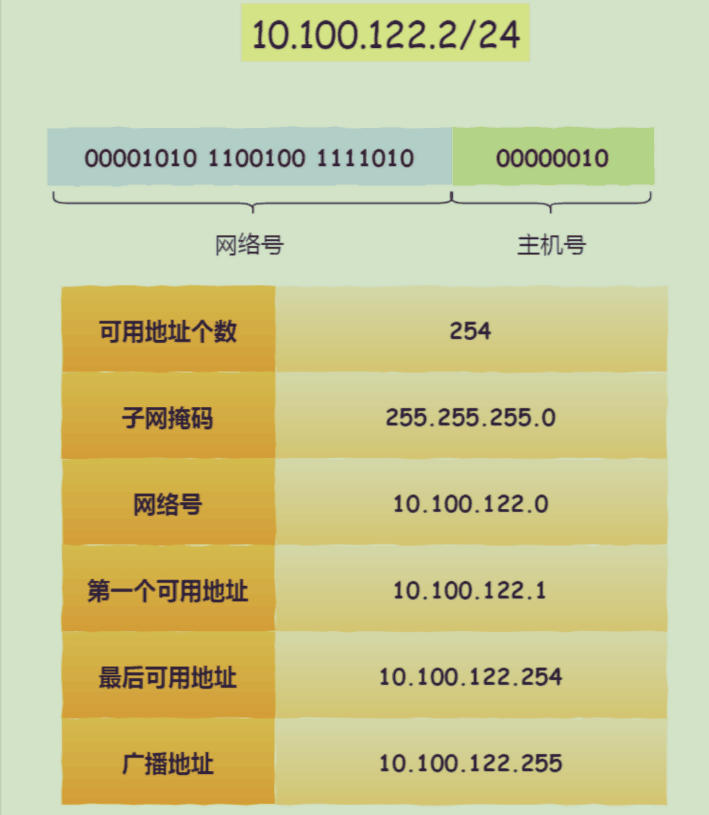 10.100.122.2/24
00001010 1100100 1111010 00000010
网络号 主机号
可用地址个数 254
子网掩码 255.255.255.0
网络号 10.100.122.0
第一个可用地址 10.100.122.1
最后可用地址 10.100.122.254
广播地址 10.100.122.255